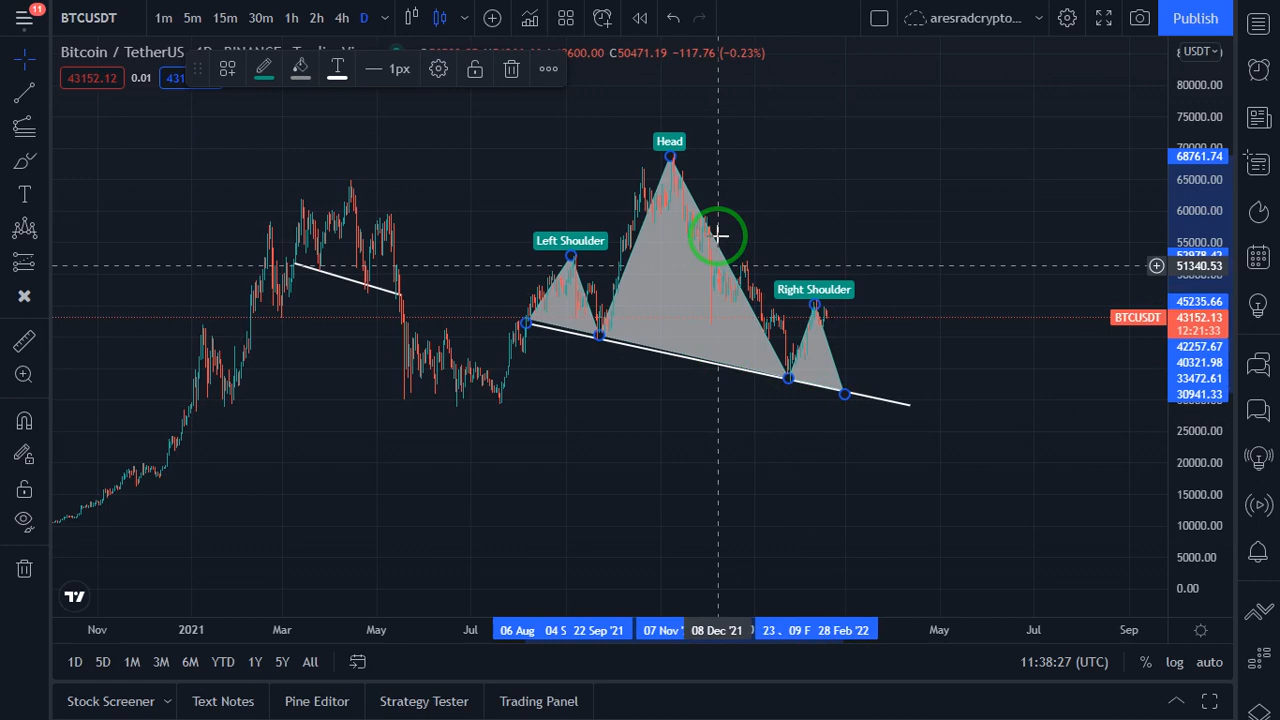 11
BTCUSDT
1m 5m 15m 30m 1h 2h 4h D
aresradcrypto...
Publish
Bitcoin / TetherUS
600.00 C50471.19 -117.76 (-0.23%)
USDT
43152.12
0.01
1px
80000.00
75000.00
68761.74
65000.00
60000.00
55000.00
51340.53
45235.66
BTCUSDT
43152.13
12:21:33
42257.67
40321.98
33472.61
30941.33
25000.00
20000.00
15000.00
10000.00
5000.00
0.00
Head
Left Shoulder
Right Shoulder
Nov 2021 Mar May Jul 06 Aug 04 S 22 Sep '21 07 Nov 08 Dec '21 23 09 F 28 Feb '22 May Jul Sep
1D 5D 1M 3M 6M YTD 1Y 5Y All
11:38:27 (UTC) % log auto
Stock Screener Text Notes Pine Editor Strategy Tester Trading Panel